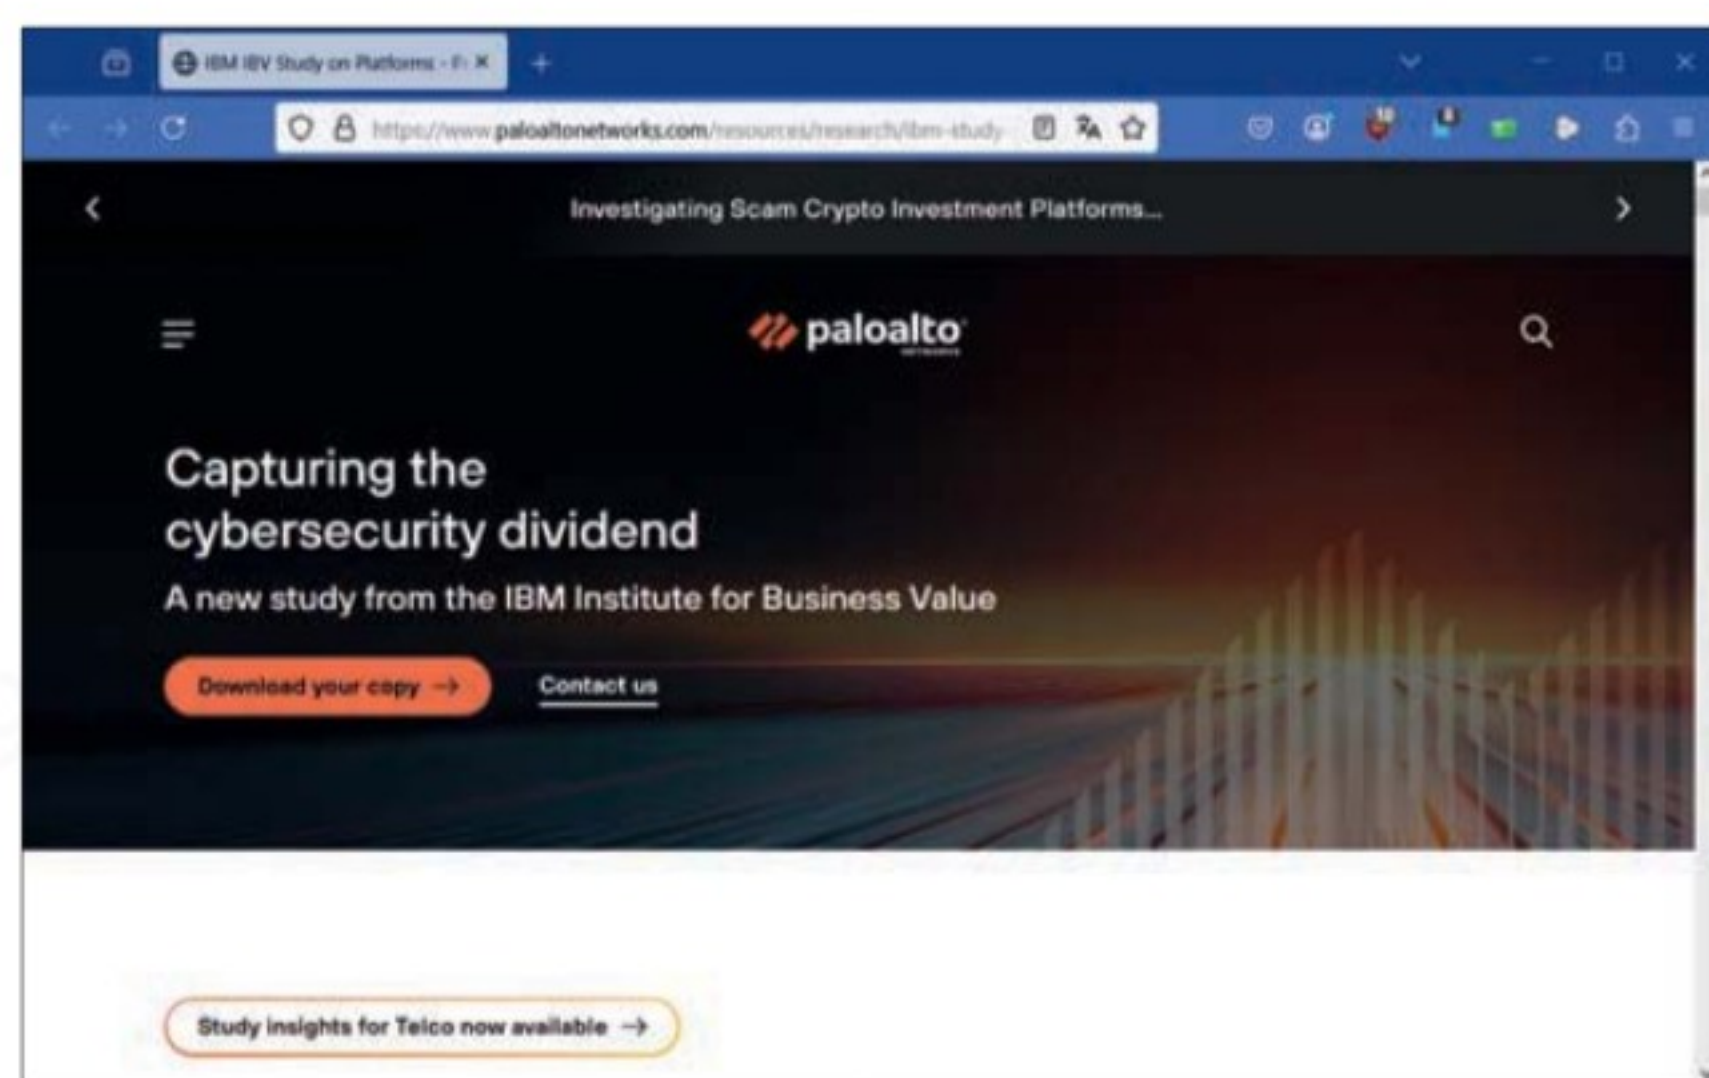 IBM IBV Study on Platforms -
https://www.paloaltonetworks.com/resources/research/ibm-study
Investigating Scam Crypto Investment Platforms...
paloalto
NETWORKS
Capturing the
cybersecurity dividend
A new study from the IBM Institute for Business Value
Download your copy →
Contact us
Study insights for Telco now available →